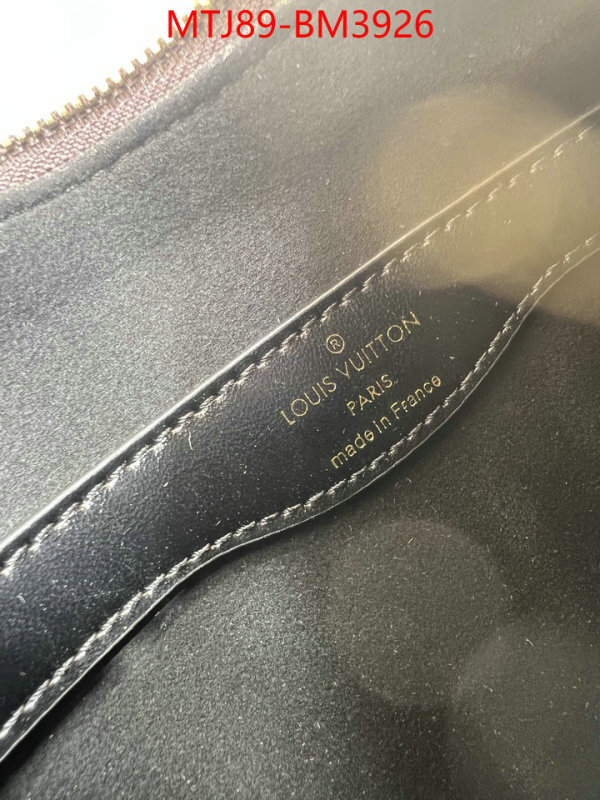 MTJ89-BM3926
®
LOUIS VUITTON
PARIS
made in France